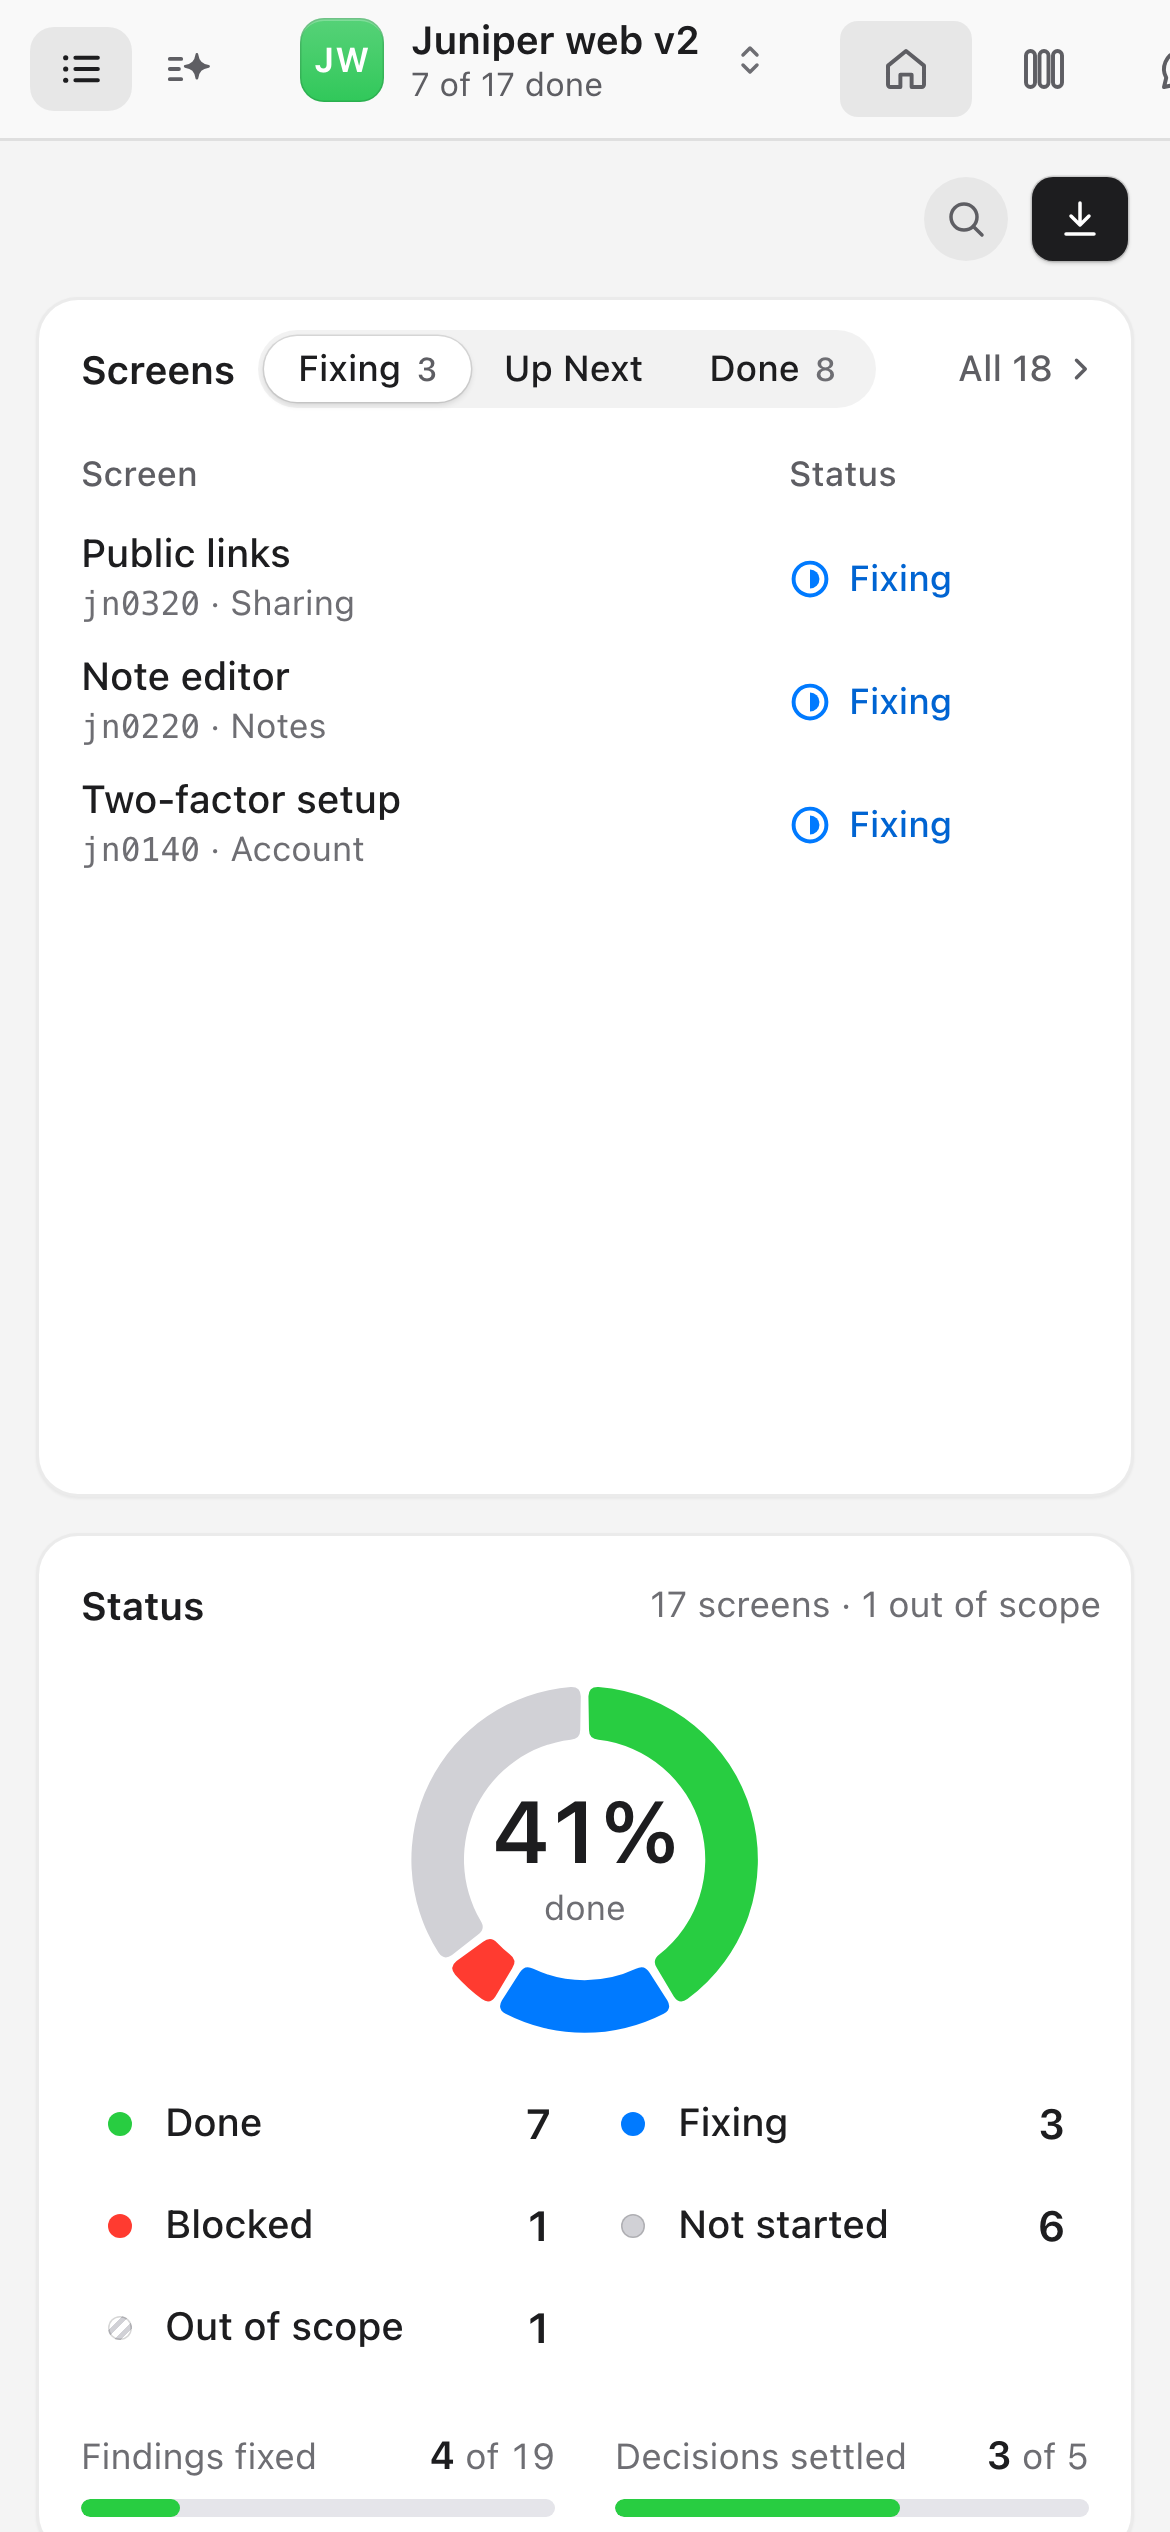 JW
Juniper web v2
7 of 17 done
Screens
Fixing 3
Up Next
Done 8
All 18
Screen
Status
Public links
jn0320 · Sharing
Fixing
Note editor
jn0220 · Notes
Fixing
Two-factor setup
jn0140 · Account
Fixing
Status
17 screens · 1 out of scope
41%
done
Done 7
Fixing 3
Blocked 1
Not started 6
Out of scope 1
Findings fixed 4 of 19
Decisions settled 3 of 5